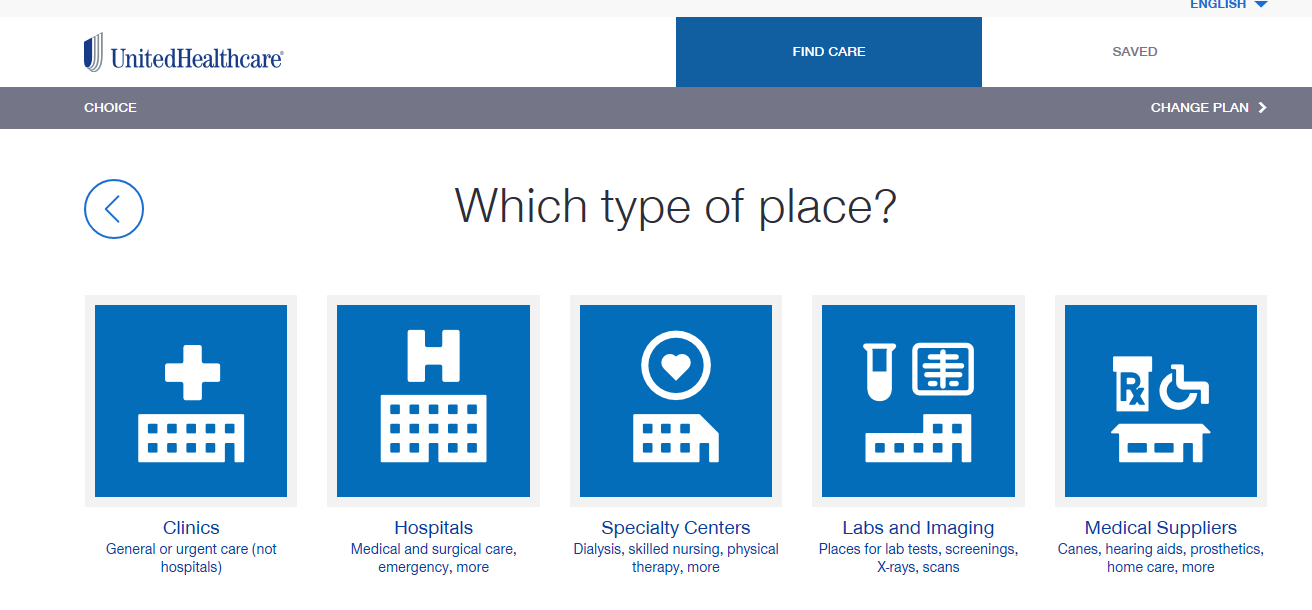 ENGLISH
UnitedHealthcare®
FIND CARE
SAVED
CHOICE
CHANGE PLAN
Which type of place?
H
Rx
Clinics
General or urgent care (not
hospitals)
Hospitals
Medical and surgical care,
emergency, more
Specialty Centers
Dialysis, skilled nursing, physical
therapy, more
Labs and Imaging
Places for lab tests, screenings,
X-rays, scans
Medical Suppliers
Canes, hearing aids, prosthetics,
home care, more